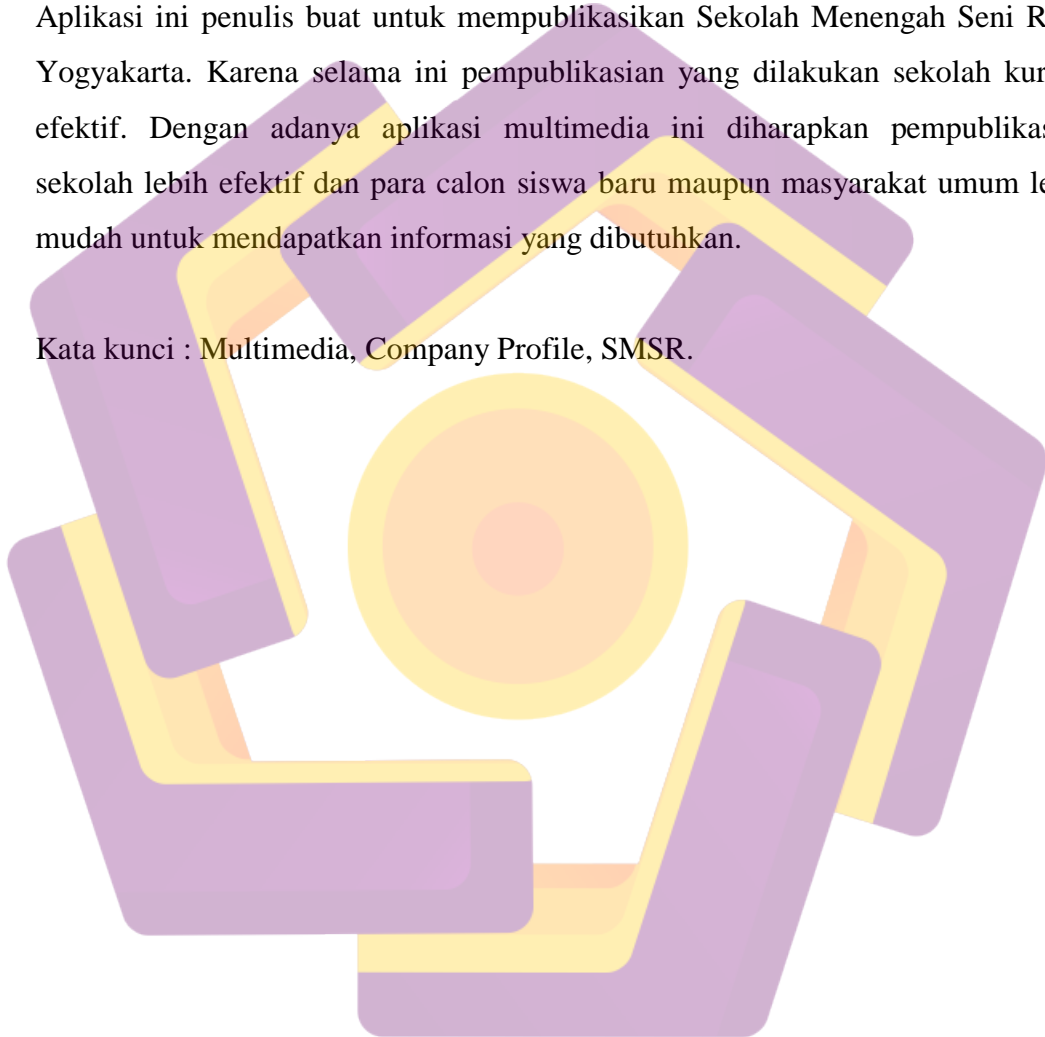 Aplikasi ini penulis buat untuk mempublikasikan Sekolah Menengah Seni R
Yogyakarta. Karena selama ini pempublikasian yang dilakukan sekolah kur
efektif. Dengan adanya aplikasi multimedia ini diharapkan pempublikas
sekolah lebih efektif dan para calon siswa baru maupun masyarakat umum le
mudah untuk mendapatkan informasi yang dibutuhkan.
Kata kunci : Multimedia, Company Profile, SMSR.